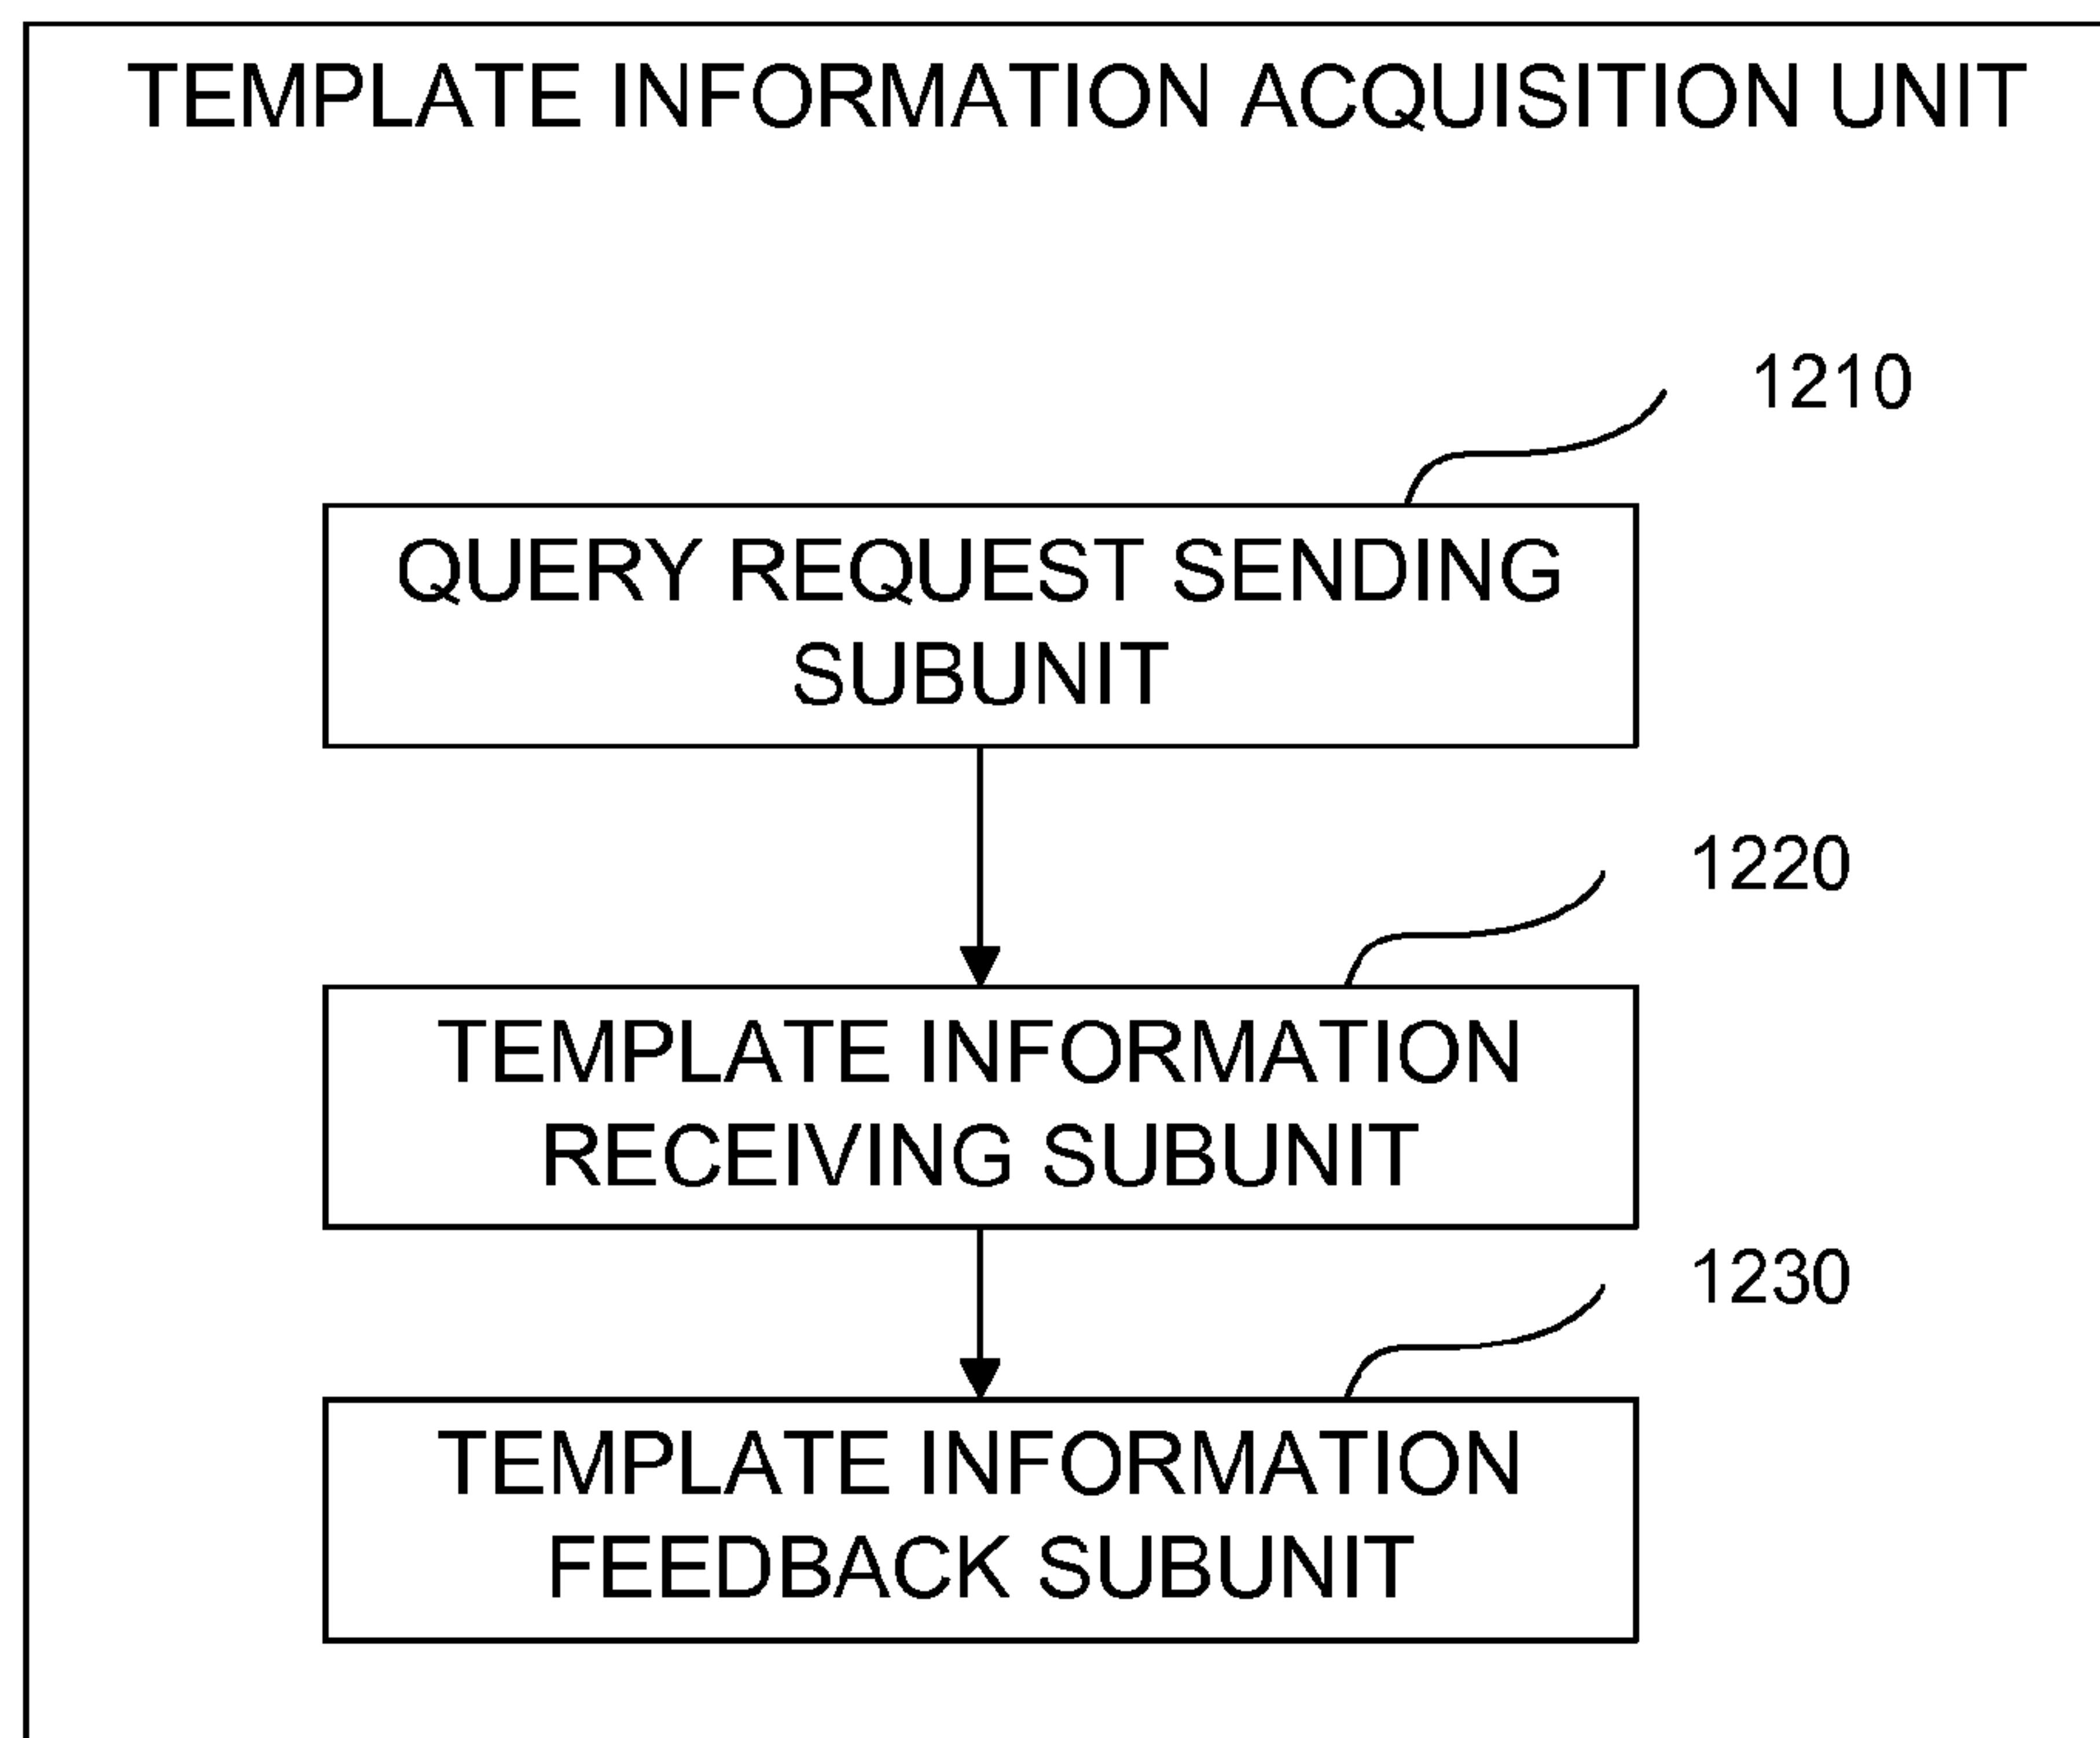 TEMPLATE INFORMATION ACQUISITION UNIT
1210
QUERY REQUEST SENDING
SUBUNIT
1220
TEMPLATE INFORMATION
RECEIVING SUBUNIT
1230
TEMPLATE INFORMATION
FEEDBACK SUBUNIT